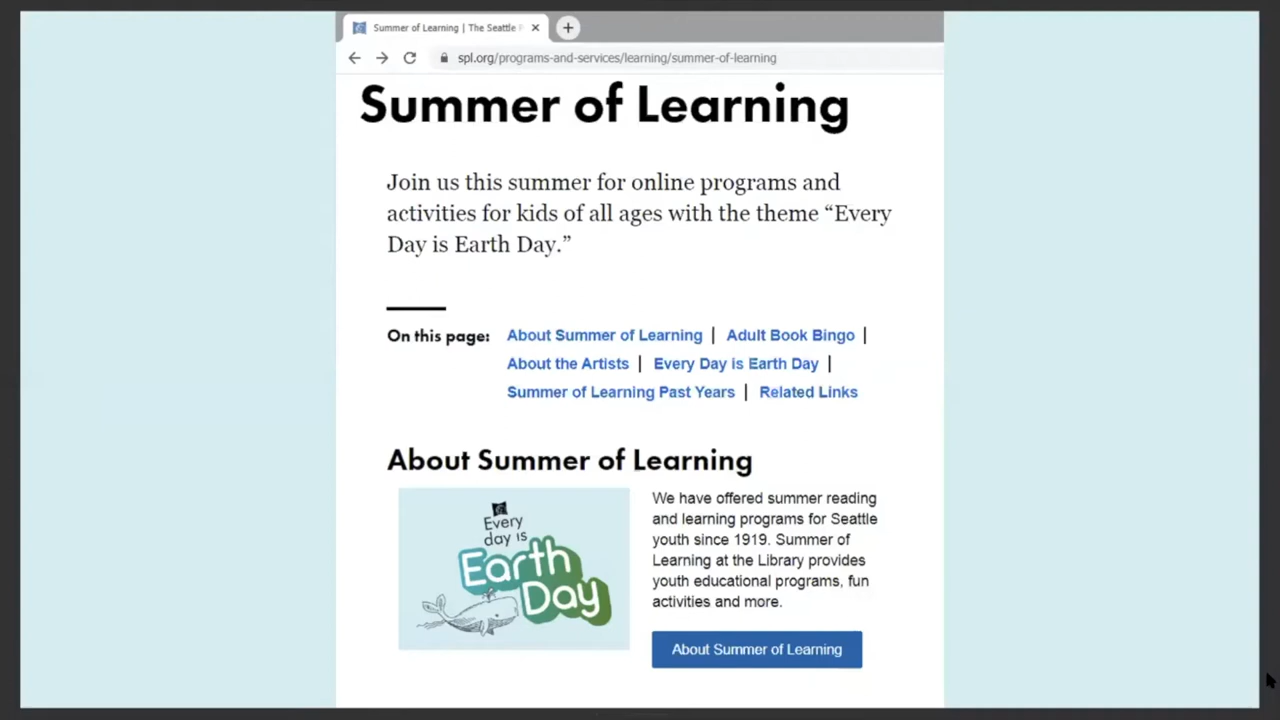 Summer of Learning | The Seattle
spl.org/programs-and-services/learning/summer-of-learning
Summer of Learning
Join us this summer for online programs and
activities for kids of all ages with the theme “Every
Day is Earth Day.”
On this page: About Summer of Learning | Adult Book Bingo |
About the Artists | Every Day is Earth Day |
Summer of Learning Past Years | Related Links
About Summer of Learning
Every
day is
Earth
Day
We have offered summer reading
and learning programs for Seattle
youth since 1919. Summer of
Learning at the Library provides
youth educational programs, fun
activities and more.
About Summer of Learning